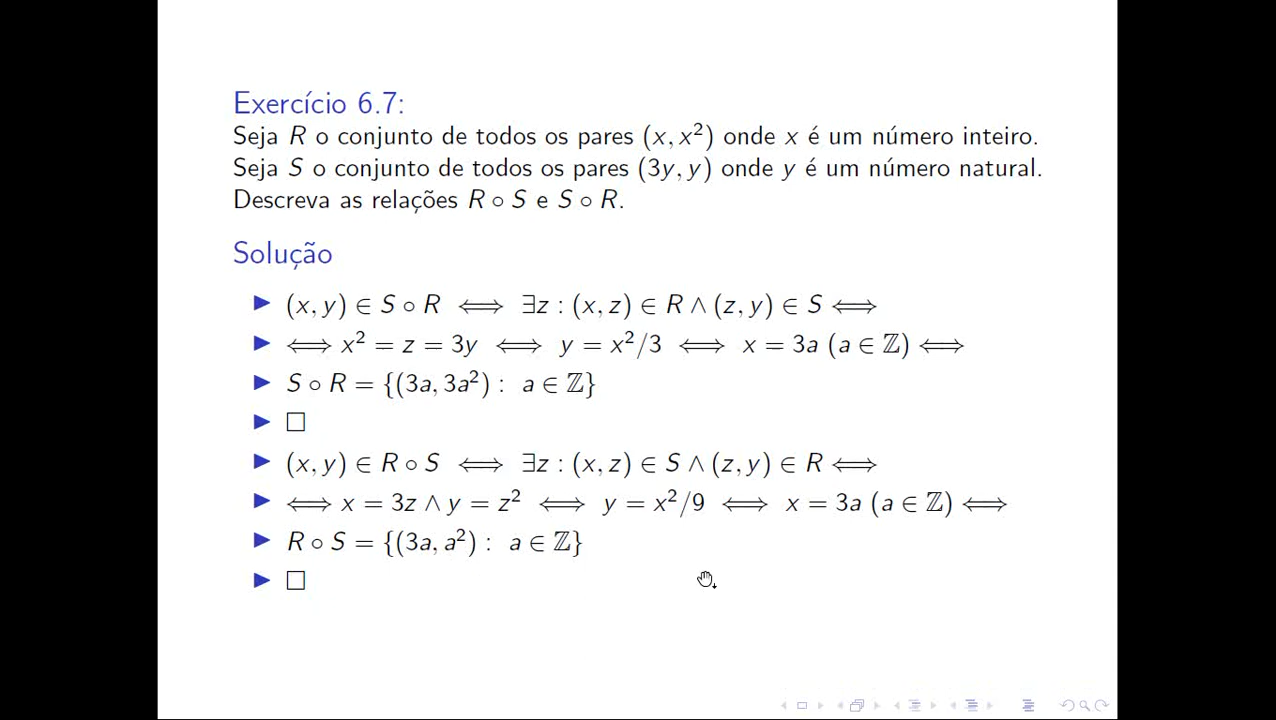 Exercício 6.7:
Seja R o conjunto de todos os pares (x, x²) onde x é um número inteiro.
Seja S o conjunto de todos os pares (3y, y) onde y é um número natural.
Descreva as relações R ∘ S e S ∘ R.
Solução
▶ (x, y) ∈ S ∘ R ⟺ ∃z : (x, z) ∈ R ∧ (z, y) ∈ S ⟺
▶ ⟺ x² = z = 3y ⟺ y = x²/3 ⟺ x = 3a (a ∈ ℤ) ⟺
▶ S ∘ R = {(3a, 3a²) : a ∈ ℤ}
▶ □
▶ (x, y) ∈ R ∘ S ⟺ ∃z : (x, z) ∈ S ∧ (z, y) ∈ R ⟺
▶ ⟺ x = 3z ∧ y = z² ⟺ y = x²/9 ⟺ x = 3a (a ∈ ℤ) ⟺
▶ R ∘ S = {(3a, a²) : a ∈ ℤ}
▶ □